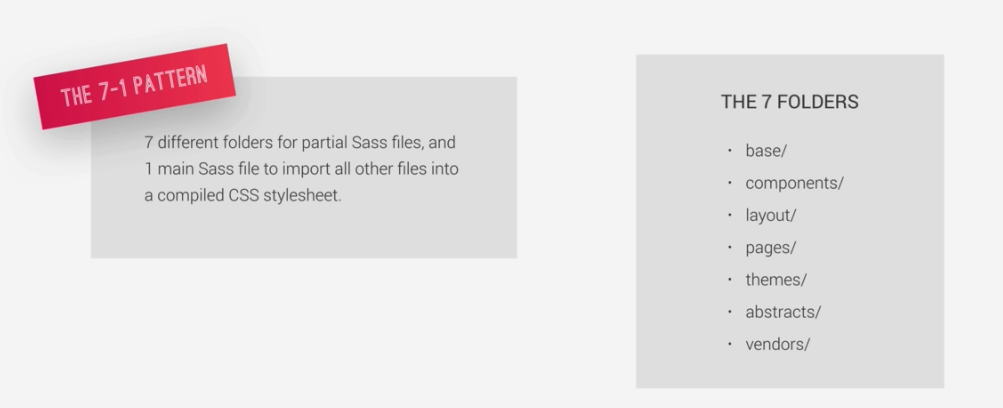 THE 7-1 PATTERN
7 different folders for partial Sass files, and
1 main Sass file to import all other files into
a compiled CSS stylesheet.
THE 7 FOLDERS
• base/
• components/
• layout/
• pages/
• themes/
• abstracts/
• vendors/